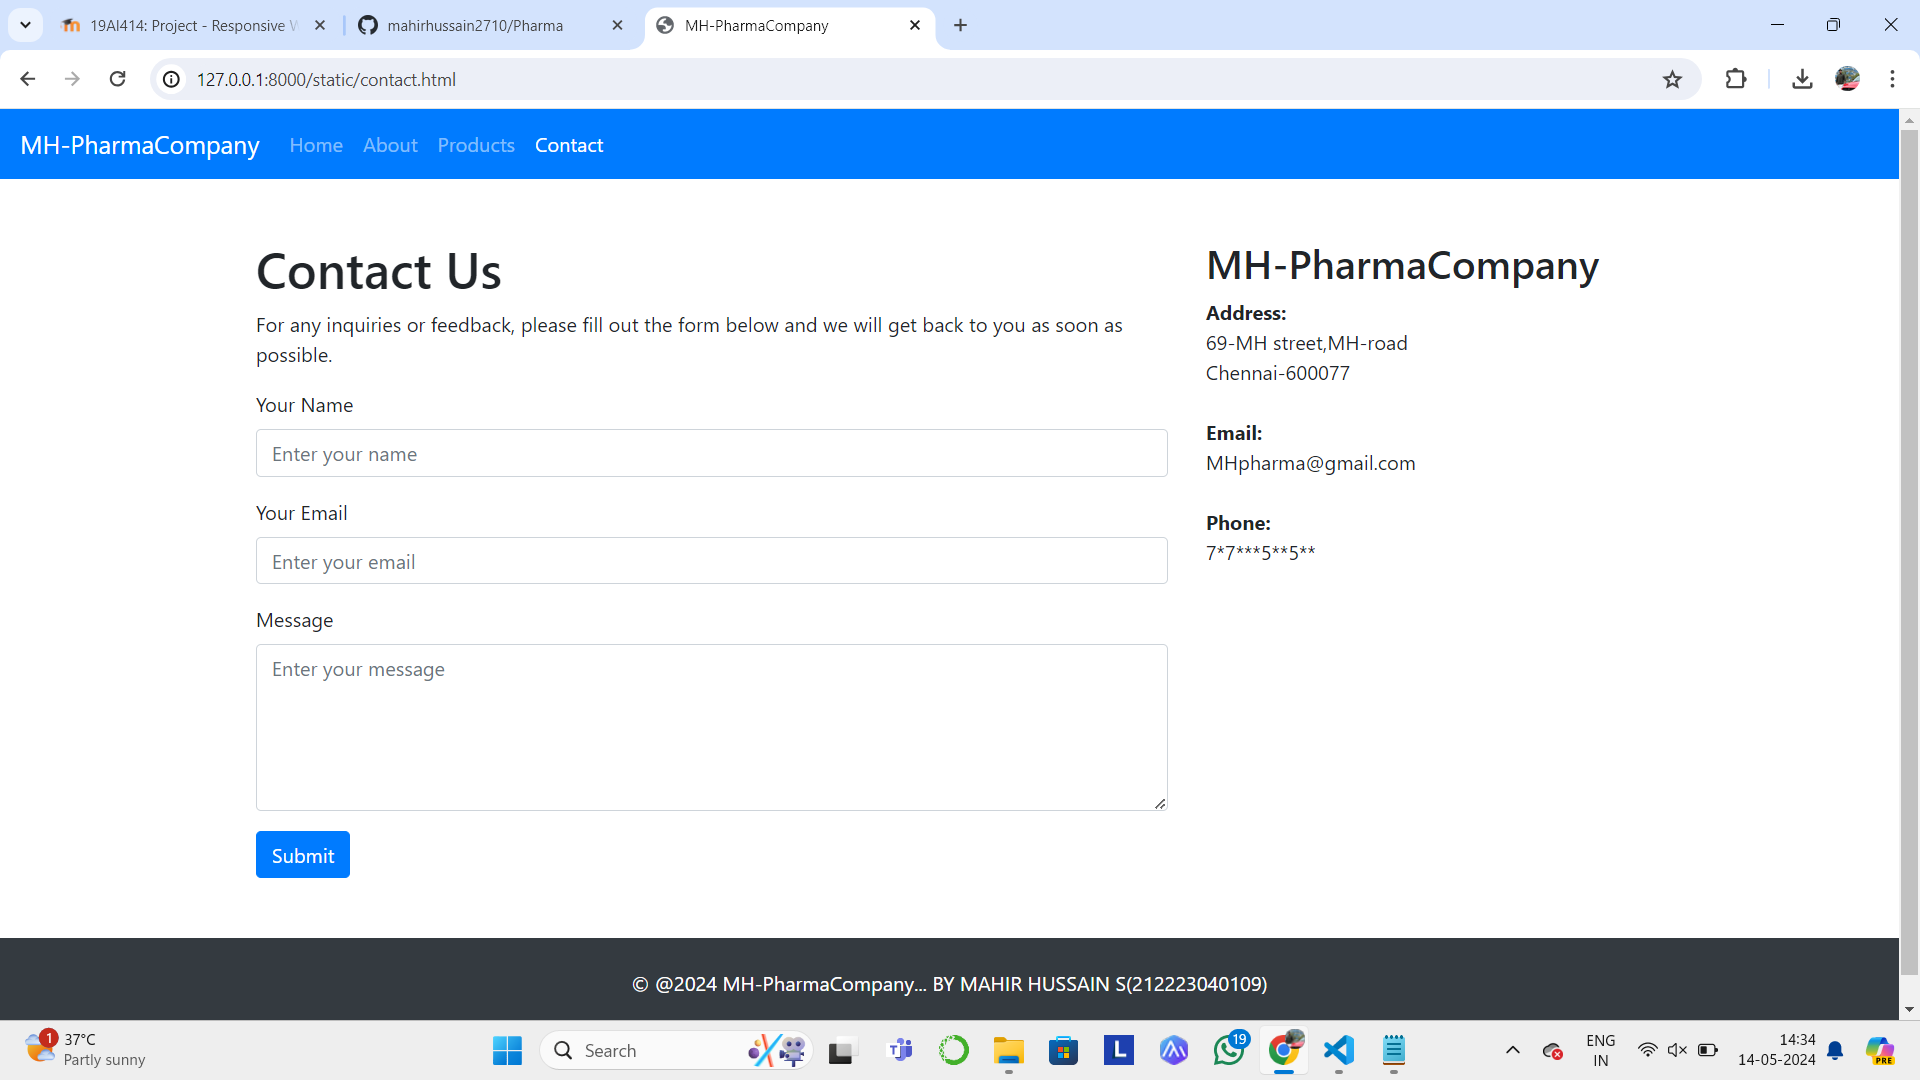 19AI414: Project - Responsive W
mahirhussain2710/Pharma
MH-PharmaCompany
127.0.0.1:8000/static/contact.html
MH-PharmaCompany
Home
About
Products
Contact
Contact Us
For any inquiries or feedback, please fill out the form below and we will get back to you as soon as
possible.
Your Name
Enter your name
Your Email
Enter your email
Message
Enter your message
Submit
MH-PharmaCompany
Address:
69-MH street,MH-road
Chennai-600077
Email:
MHpharma@gmail.com
Phone:
7*7***5**5**
© @2024 MH-PharmaCompany... BY MAHIR HUSSAIN S(212223040109)
1
37°C
Partly sunny
Search
L
19
ENG
IN
14:34
14-05-2024
PRE